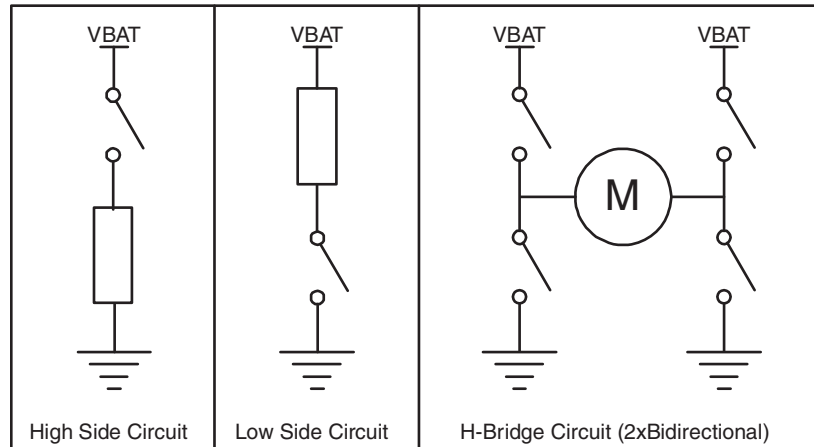 VBAT
VBAT
VBAT
VBAT
M
High Side Circuit
Low Side Circuit
H-Bridge Circuit (2xBidirectional)